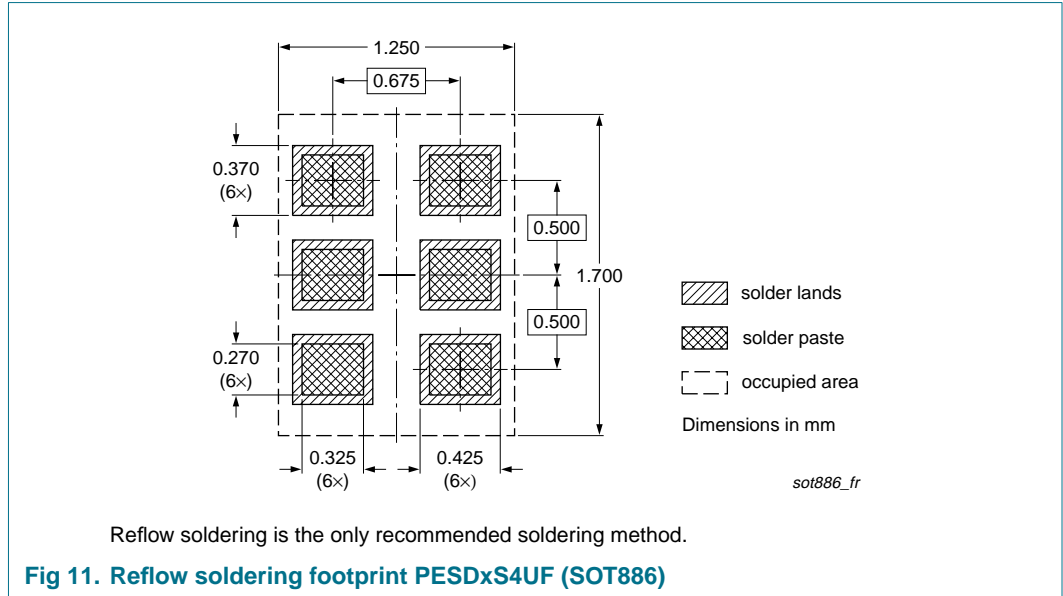 1.250
0.675
0.370
(6×)
0.500
1.700
0.500
0.270
(6×)
0.325
(6×)
0.425
(6×)
solder lands
solder paste
occupied area
Dimensions in mm
sot886_fr
Reflow soldering is the only recommended soldering method.
Fig 11. Reflow soldering footprint PESDxS4UF (SOT886)